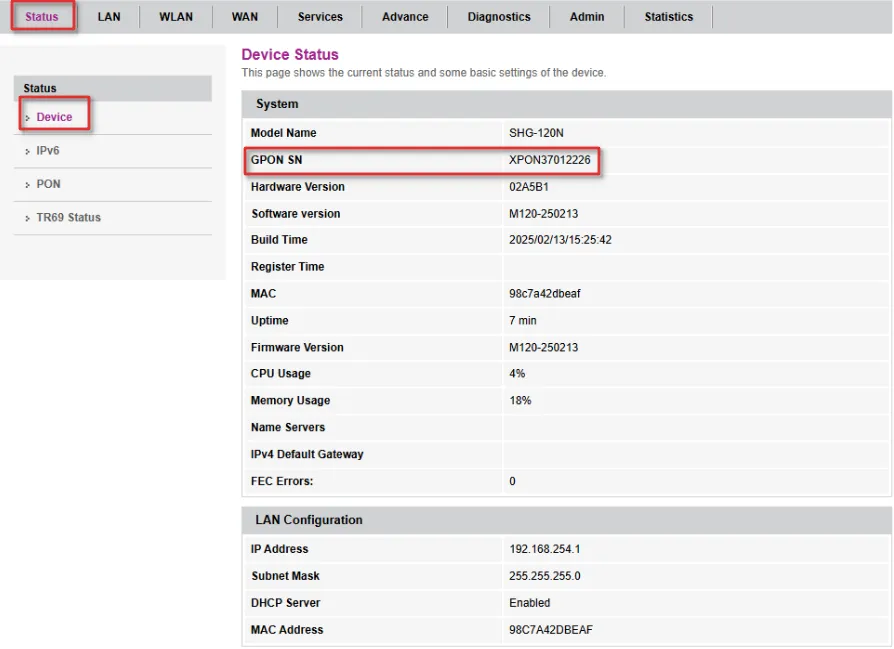 Status LAN WLAN WAN Services Advance Diagnostics Admin Statistics
Status
Device
IPv6
PON
TR69 Status
Device Status
This page shows the current status and some basic settings of the device.
System
Model Name SHG-120N
GPON SN XPON37012226
Hardware Version 02A5B1
Software version M120-250213
Build Time 2025/02/13/15:25:42
Register Time
MAC 98c7a42dbeaf
Uptime 7 min
Firmware Version M120-250213
CPU Usage 4%
Memory Usage 18%
Name Servers
IPv4 Default Gateway
FEC Errors: 0
LAN Configuration
IP Address 192.168.254.1
Subnet Mask 255.255.255.0
DHCP Server Enabled
MAC Address 98C7A42DBEAF